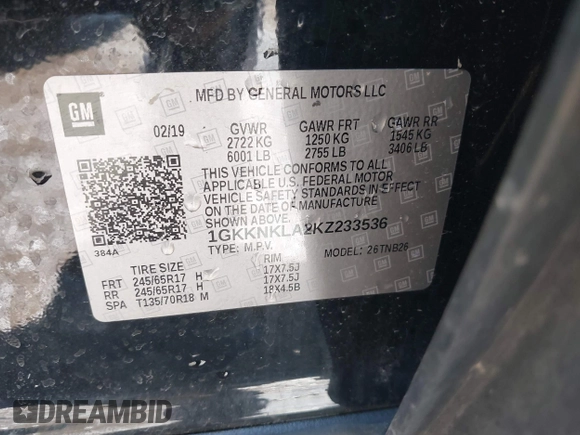 GM
MFD BY GENERAL MOTORS LLC
02/19 GVWR GAWR FRT GAWR RR
2722 KG 1250 KG 1545 KG
6001 LB 2755 LB 3406 LB
THIS VEHICLE CONFORMS TO ALL
APPLICABLE U.S. FEDERAL MOTOR
VEHICLE SAFETY STANDARDS IN EFFECT
ON THE DATE OF MANUFACTURE
SHOWN ABOVE.
384A
1GKKNKLA2KZ233536
TYPE: M.P.V. MODEL: 26TNB26
TIRE SIZE RIM
FRT 245/65R17 H 17X7.5J
RR 245/65R17 H 17X7.5J
SPA T135/70R18 M 18X4.5B
DREAMBID